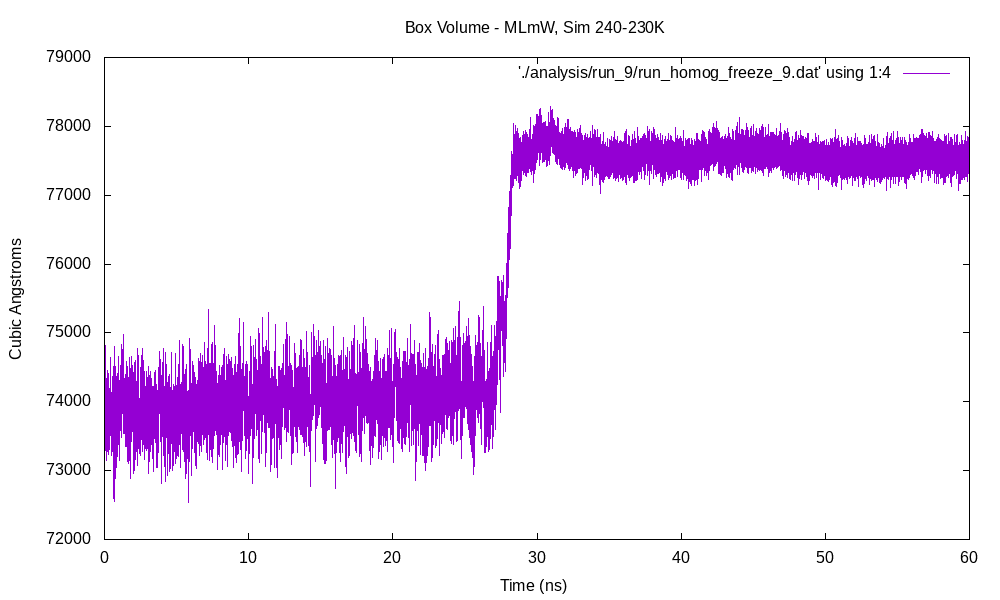 Box Volume - MLmW, Sim 240-230K
'./analysis/run_9/run_homog_freeze_9.dat' using 1:4
79000
78000
77000
76000
75000
74000
73000
72000
Cubic Angstroms
0 10 20 30 40 50 60
Time (ns)